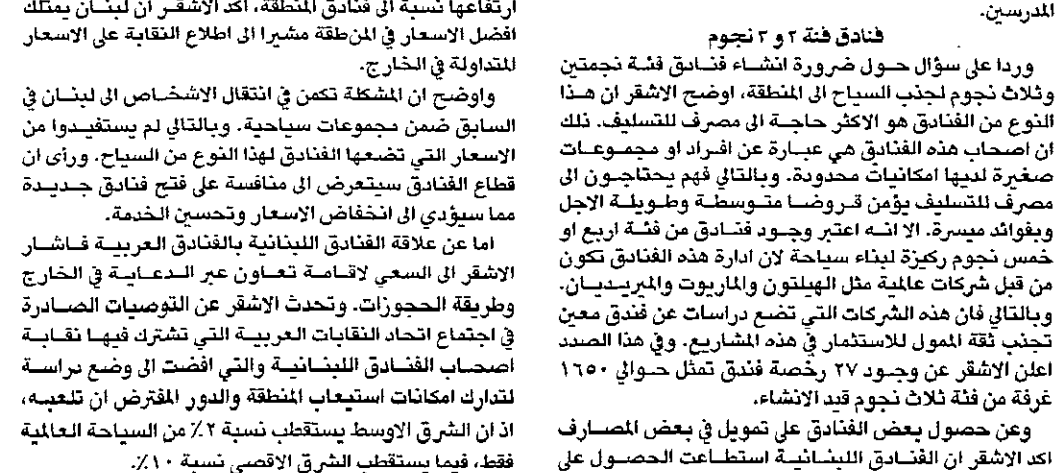 المدرسين.
فنادق فئة ٢ و ٣ نجوم
وردا على سؤال حول ضرورة انشاء فنادق فئة نجمتين
وثلاث نجوم لجذب السياح الى المنطقة، اوضح الاشقر ان هذا
النوع من الفنادق هو الاكثر حاجة الى مصرف للتسليف. ذلك
ان اصحاب هذه الفنادق هي عبارة عن افراد او مجموعات
صغيرة لديها امكانيات محدودة. وبالتالي فهم يحتاجون الى
مصرف للتسليف يؤمن قروضا متوسطة وطويلة الاجل
وبفوائد ميسرة. الا انه اعتبر وجود فنادق من فئة اربع او
خمس نجوم ركيزة لبناء سياحة لان ادارة هذه الفنادق تكون
من قبل شركات عالمية مثل الهيلتون والماريوت والميريديان.
وبالتالي فان هذه الشركات التي تضع دراسات عن فندق معين
تجذب ثقة الممول للاستثمار في هذه المشاريع. وفي هذا الصدد
اعلن الاشقر عن وجود ٢٧ رخصة فندق تمثل حوالي ١٦٥٠
غرفة من فئة ثلاث نجوم قيد الانشاء.
وعن حصول بعض الفنادق على تمويل في بعض المصارف
اكد الاشقر ان الفنادق اللبنانية استطاعت الحصول على
ارتفاعها نسبة الى فنادق المنطقة، اكد الاشقر ان لبنان يمتلك
افضل الاسعار في المنطقة مشيرا الى اطلاع النقابة على الاسعار
المتداولة في الخارج.
واوضح ان المشكلة تكمن في انتقال الاشخاص الى لبنان في
السابق ضمن مجموعات سياحية. وبالتالي لم يستفيدوا من
الاسعار التي تضعها الفنادق لهذا النوع من السياح. ورأى ان
قطاع الفنادق سيتعرض الى منافسة على فتح فنادق جديدة
مما سيؤدي الى انخفاض الاسعار وتحسين الخدمة.
اما عن علاقة الفنادق اللبنانية بالفنادق العربية فاشار
الاشقر الى السعي لاقامة تعاون عبر الدعاية في الخارج
وطريقة الحجوزات. وتحدث الاشقر عن التوصيات الصادرة
في اجتماع اتحاد النقابات العربية التي تشترك فيها نقابة
اصحاب الفنادق اللبنانية والتي افضت الى وضع دراسة
لتدارك امكانات استيعاب المنطقة والدور المفترض ان تلعبه،
اذ ان الشرق الاوسط يستقطب نسبة ٢٪ من السياحة العالمية
فقط، فيما يستقطب الشرق الاقصى نسبة ١٠٪.